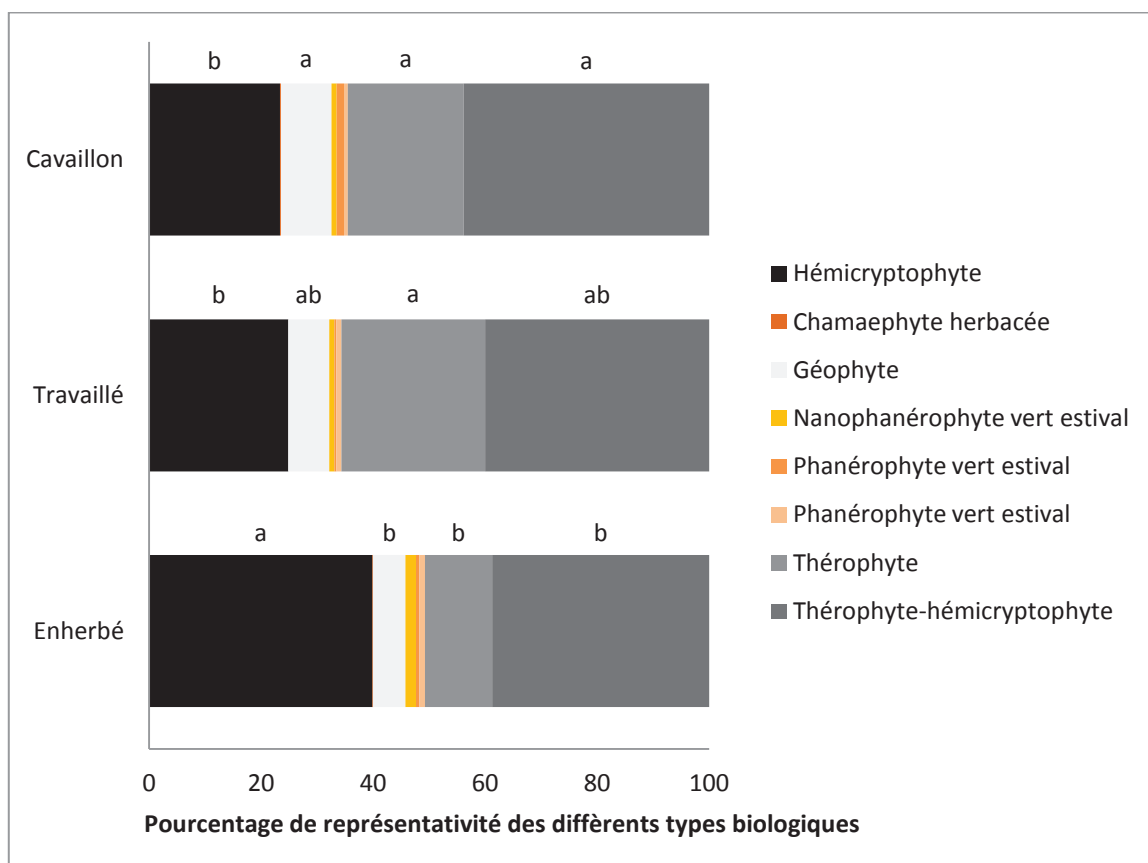 b a a a
Cavaillon
b ab a ab
Travaillé
a b b b
Enherbé
Hémicryptophyte
Chamaephyte herbacée
Géophyte
Nanophanérophyte vert estival
Phanérophyte vert estival
Phanérophyte vert estival
Thérophyte
Thérophyte-hémicryptophyte
0 20 40 60 80 100
Pourcentage de représentativité des diffèrents types biologiques